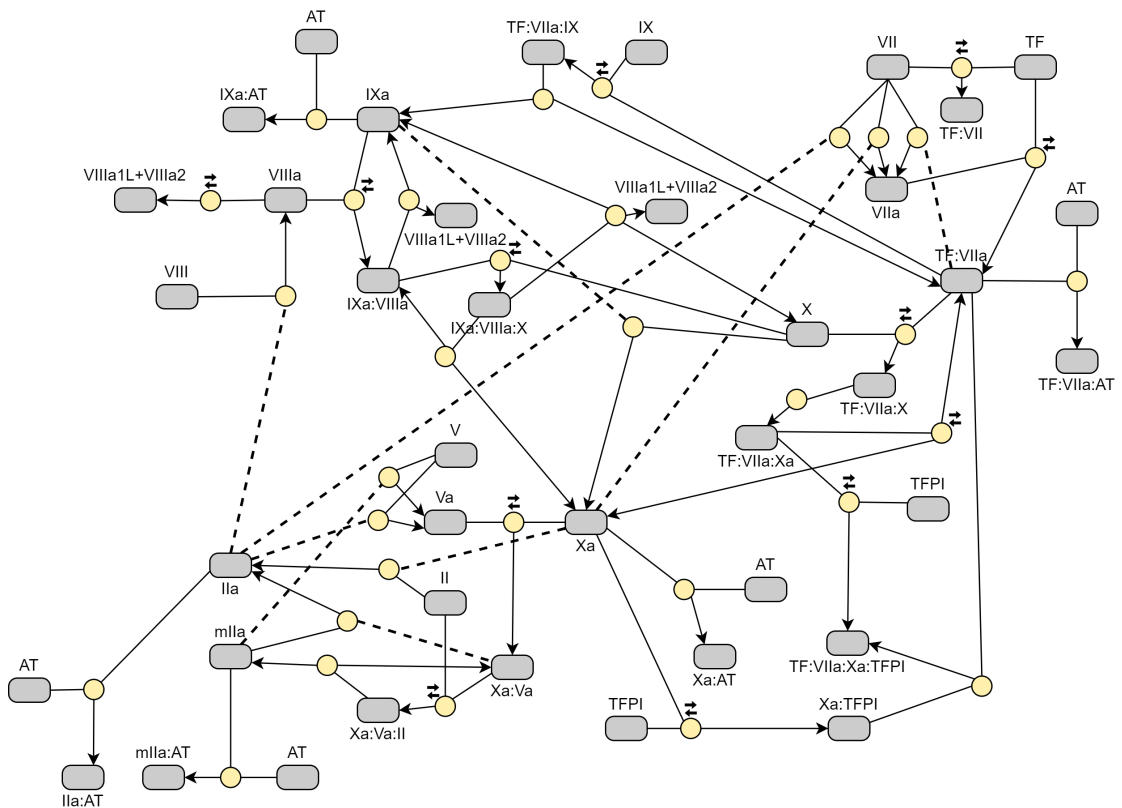 AT
TF:VIIa:IX
IX
VII
TF
IXa:AT
IXa
TF:VII
VIIIa1L+VIIIa2
VIIIa
VIIIa1L+VIIIa2
VIIa
AT
VIIIa1L+VIIIa2
TF:VIIa
VIII
IXa:VIIIa
IXa:VIIIa:X
X
TF:VIIa:AT
TF:VIIa:X
V
TF:VIIa:Xa
TFPI
Va
Xa
IIa
II
AT
mIIa
AT
Xa:Va
Xa:AT
TF:VIIa:Xa:TFPI
Xa:Va:II
TFPI
Xa:TFPI
mIIa:AT
AT
IIa:AT